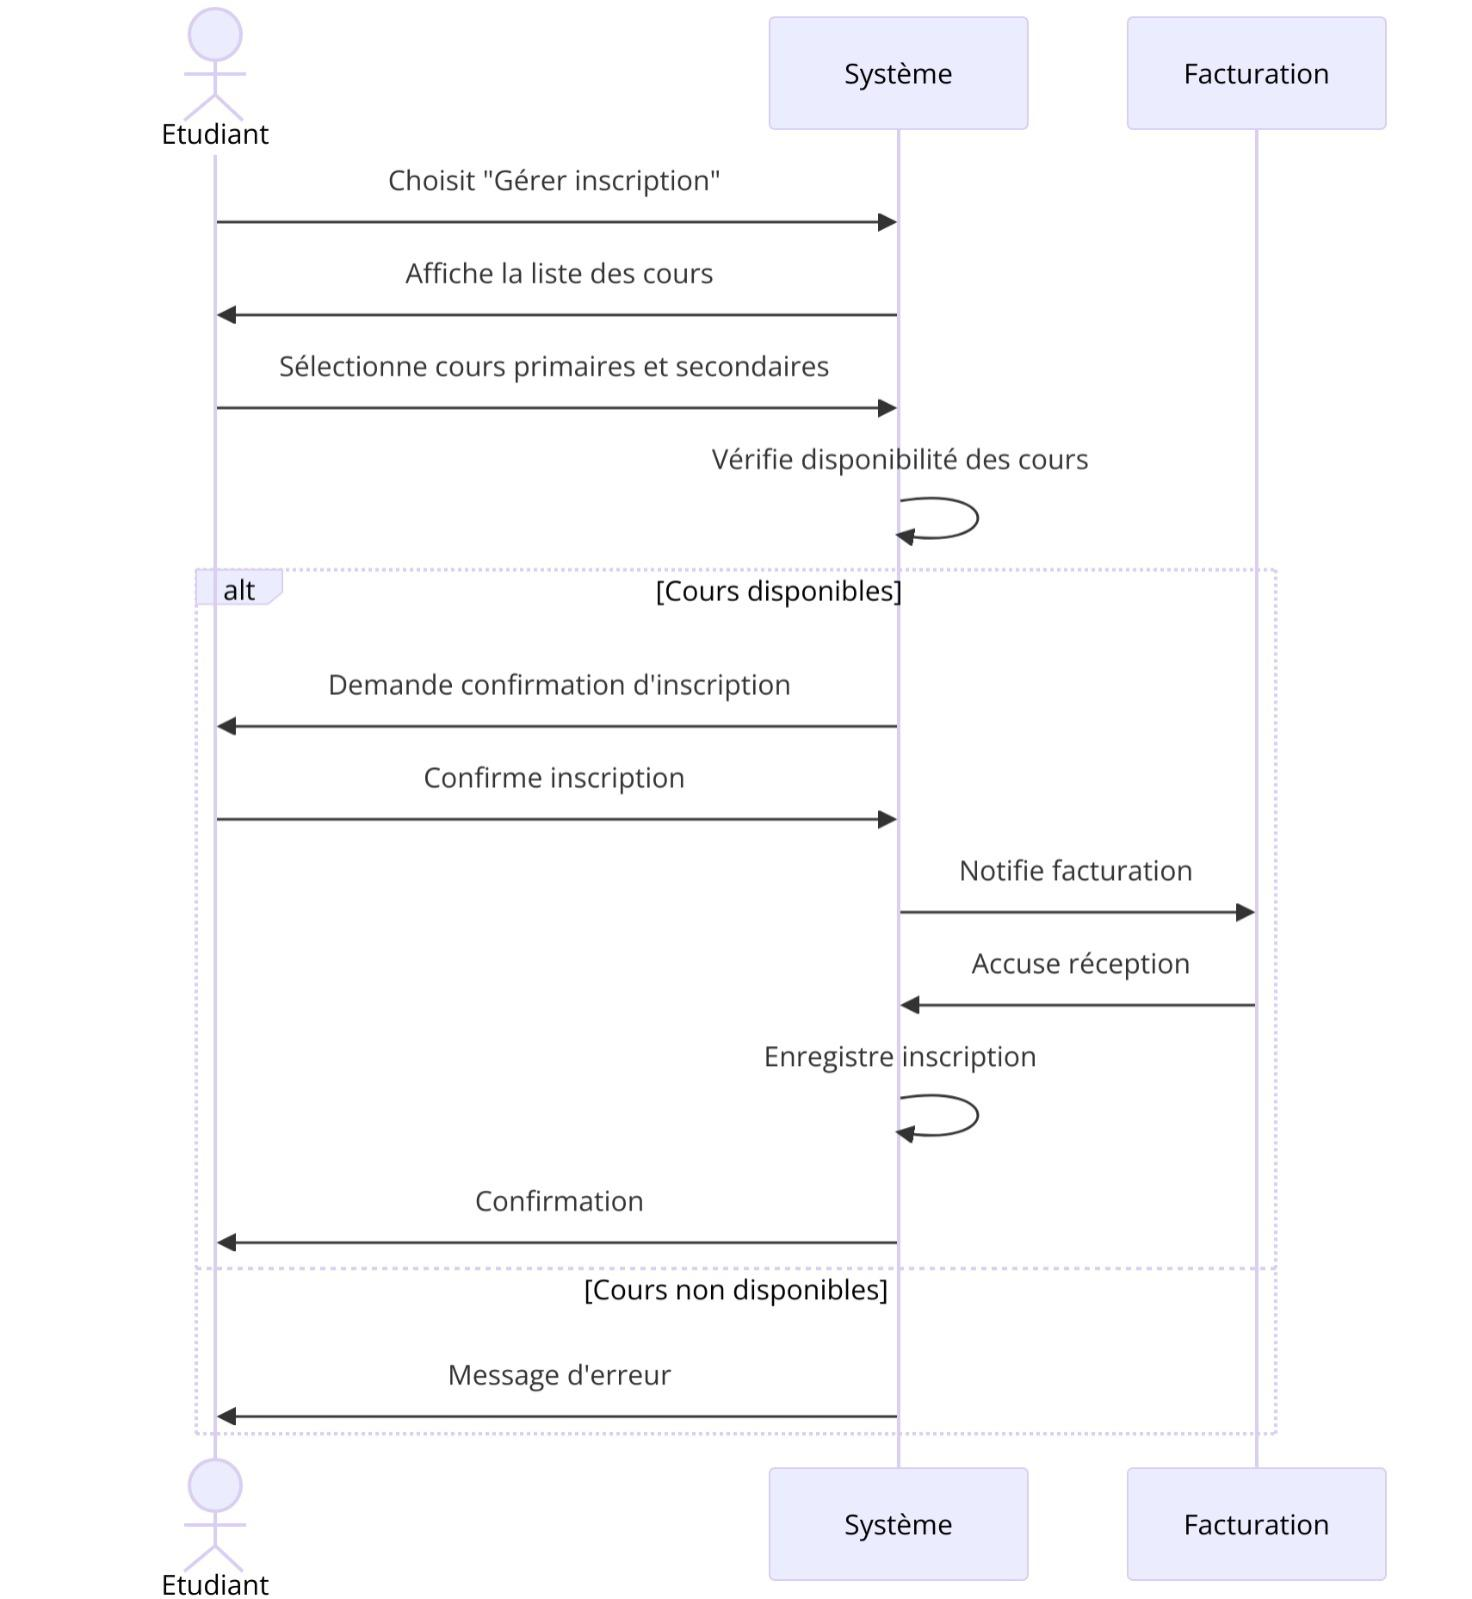 Etudiant
Système
Facturation
Choisit "Gérer inscription"
Affiche la liste des cours
Sélectionne cours primaires et secondaires
Vérifie disponibilité des cours
alt
[Cours disponibles]
Demande confirmation d'inscription
Confirme inscription
Notifie facturation
Accuse réception
Enregistre inscription
Confirmation
[Cours non disponibles]
Message d'erreur
Etudiant
Système
Facturation